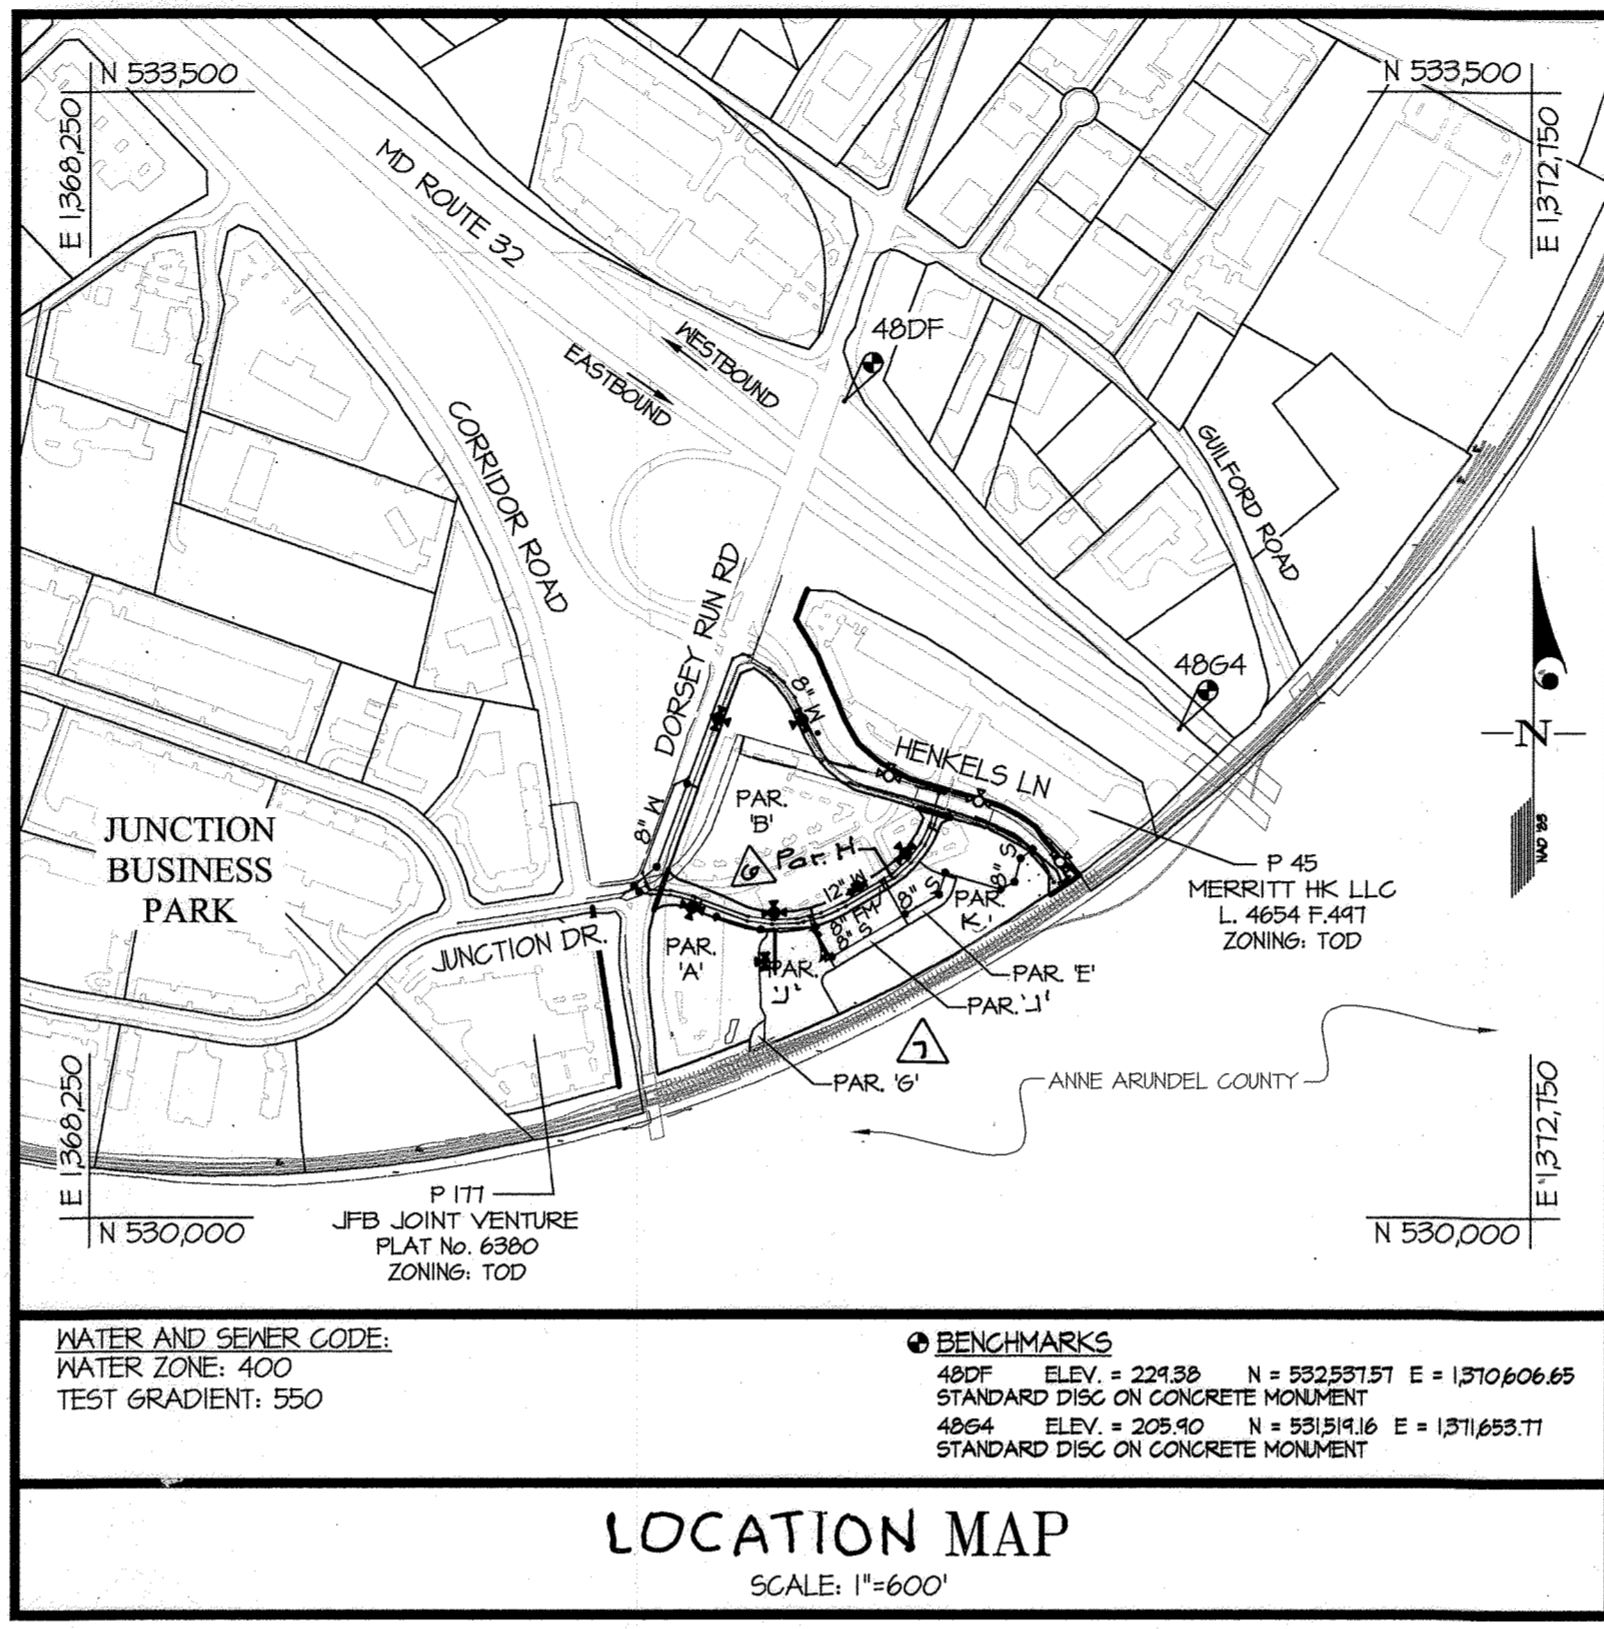 N 533,500
N 533,500
E 1,368,250
E 1,372,750
MD ROUTE 32
48DF
WESTBOUND
EASTBOUND
CORRIDOR ROAD
GUILFORD ROAD
DORSEY RUN RD
48G4
8" W
HENKELS LN
N
NAD '83
8" W
PAR.
'B'
JUNCTION
BUSINESS
PARK
6
Par. H
12" W
8" S
8" S
PAR.
'K'
8" FM
8" S
P 45
MERRITT HK LLC
L. 4654 F.497
ZONING: TOD
JUNCTION DR.
PAR.
'A'
PAR.
'J'
PAR. 'E'
PAR. 'J'
7
PAR. 'G'
ANNE ARUNDEL COUNTY
E 1,368,250
E 1,372,750
P 177
JFB JOINT VENTURE
PLAT No. 6380
ZONING: TOD
N 530,000
N 530,000
WATER AND SEWER CODE:
WATER ZONE: 400
TEST GRADIENT: 550
BENCHMARKS
48DF ELEV. = 229.38 N = 532,537.57 E = 1,370,606.65
STANDARD DISC ON CONCRETE MONUMENT
48G4 ELEV. = 205.90 N = 531,519.16 E = 1,371,653.77
STANDARD DISC ON CONCRETE MONUMENT
LOCATION MAP
SCALE: 1"=600'